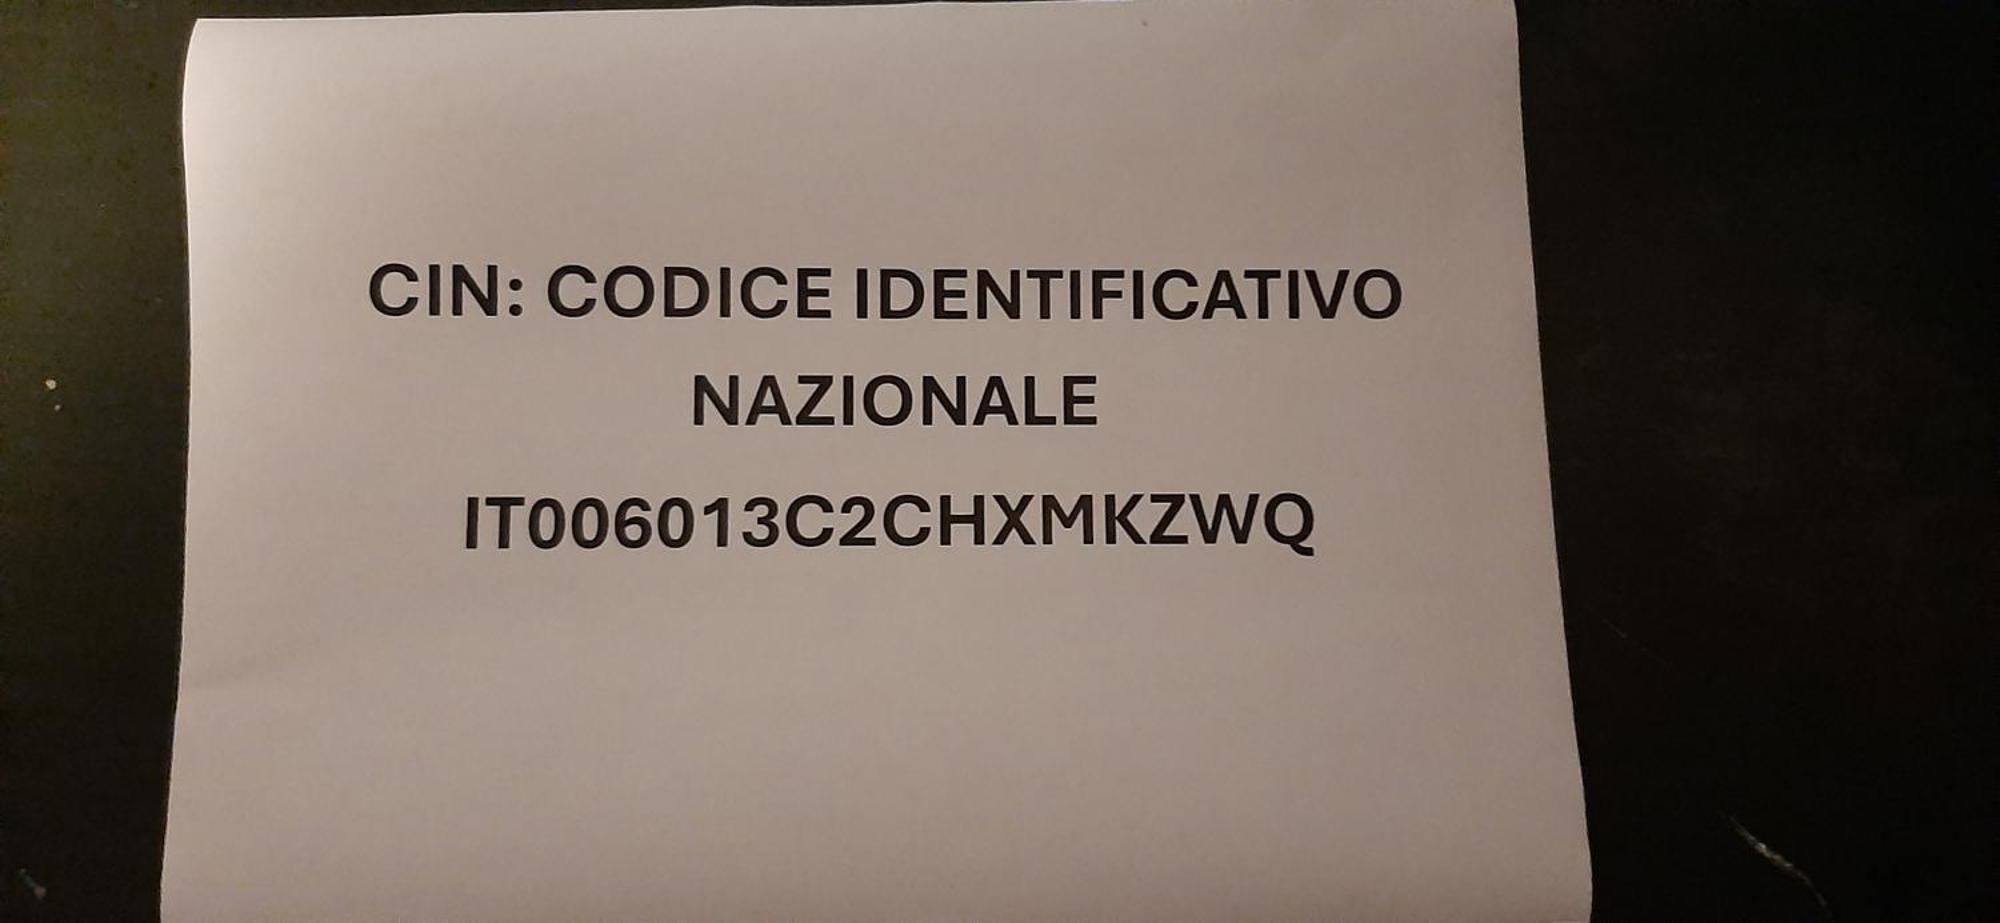 CIN: CODICE IDENTIFICATIVO
NAZIONALE
IT006013C2CHXMKZWQ